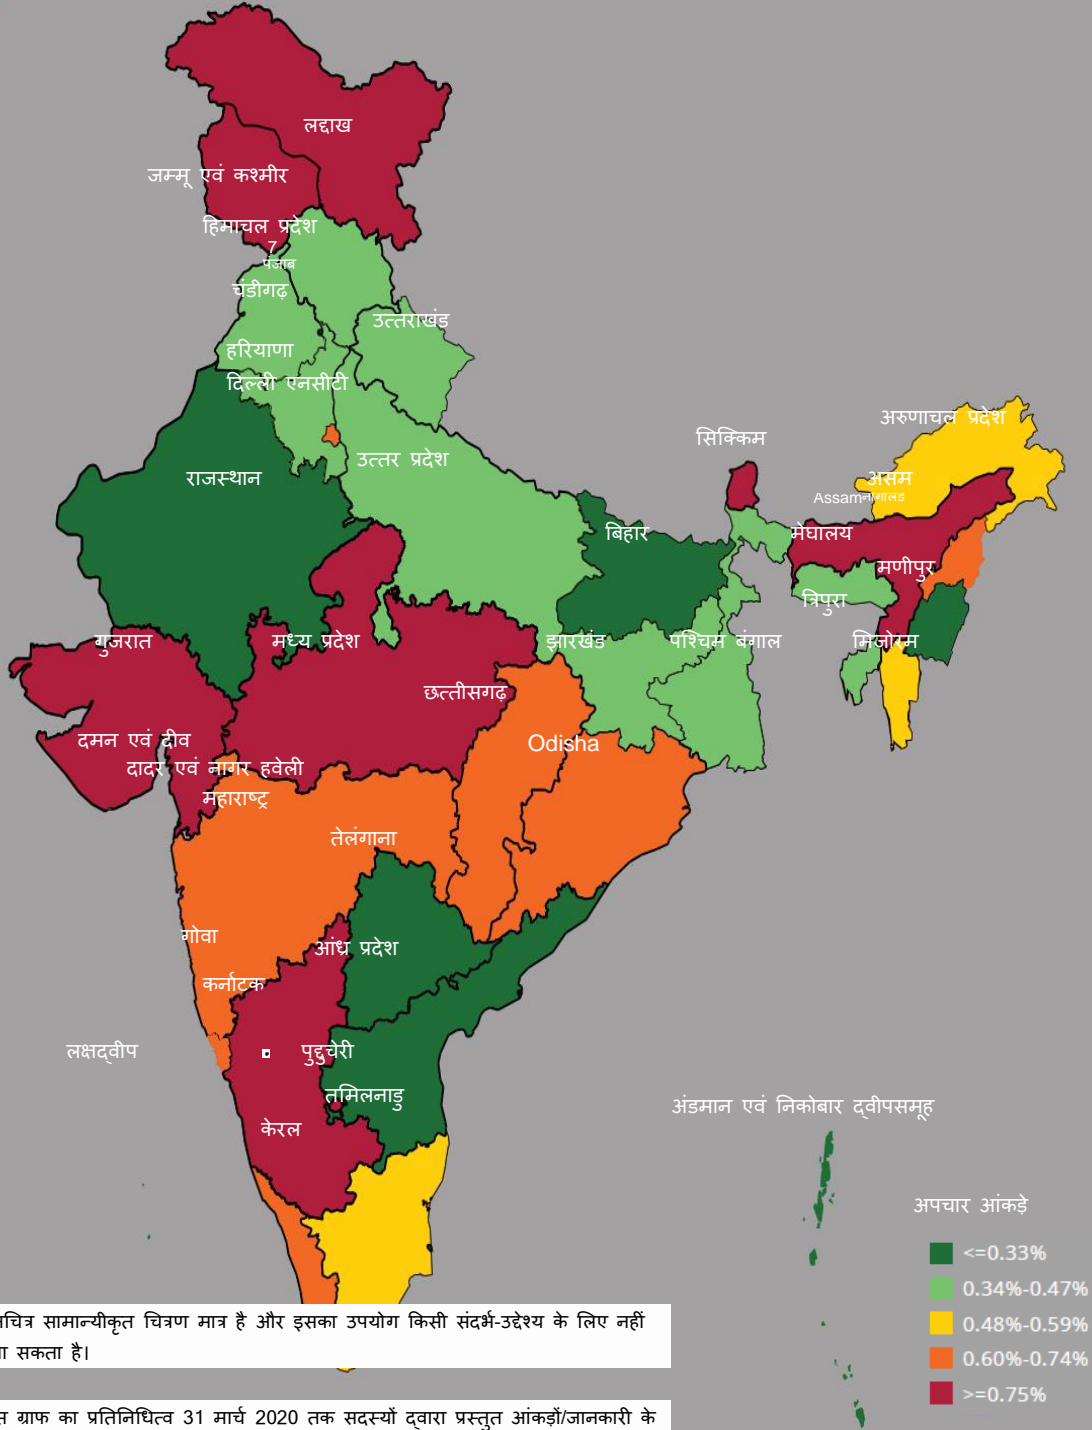 लद्दाख
जम्मू एवं कश्मीर
हिमाचल प्रदेश
7
पंजाब
चंडीगढ़
उत्तराखंड
हरियाणा
दिल्ली एनसीटी
अरुणाचल प्रदेश
सिक्किम
उत्तर प्रदेश
राजस्थान
असम
Assamनागालंड
बिहार
मेघालय
मणीपुर
त्रिपुरा
गुजरात
मध्य प्रदेश
झारखंड
पश्चिम बंगाल
मिजोरम
छत्तीसगढ़
दमन एवं दीव
Odisha
दादर एवं नागर हवेली
महाराष्ट्र
तेलंगाना
गोवा
आंध्र प्रदेश
कर्नाटक
लक्षद्वीप
पुद्दुचेरी
तमिलनाडु
अंडमान एवं निकोबार द्वीपसमूह
केरल
अपचार आंकड़े
<=0.33%
0.34%-0.47%
0.48%-0.59%
0.60%-0.74%
>=0.75%
सामान्यीकृत चित्रण मात्र है और इसका उपयोग किसी संदर्भ-उद्देश्य के लिए नहीं
सकता है।
ग्राफ का प्रतिनिधित्व 31 मार्च 2020 तक सदस्यों द्वारा प्रस्तुत आंकड़ों/जानकारी के